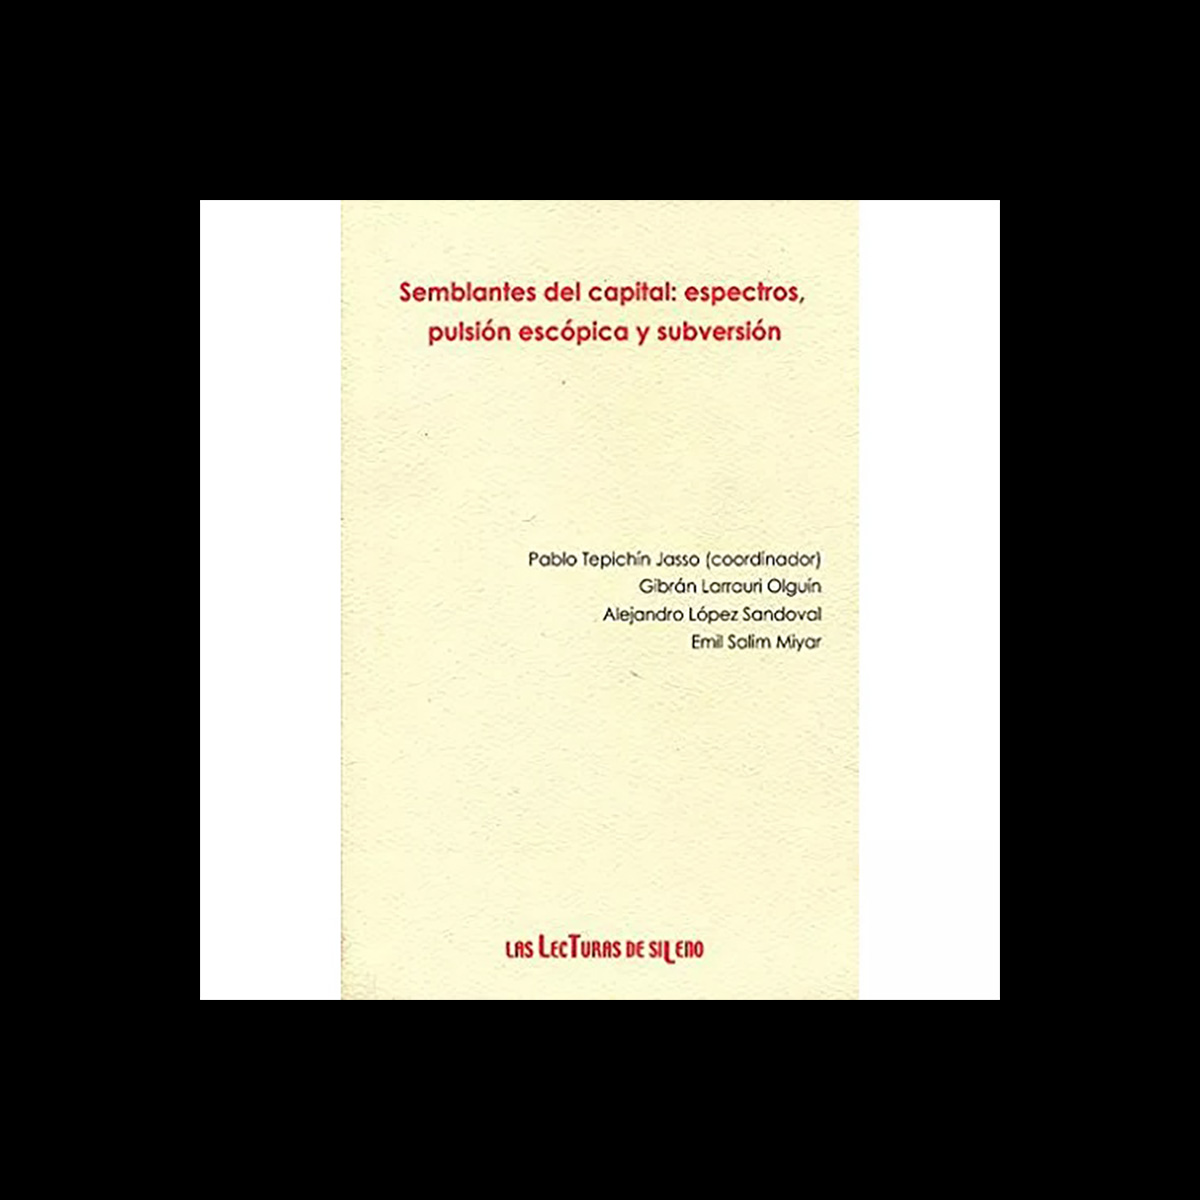 Semblantes del capital: espectros,
pulsión escópica y subversión
Pablo Tepichín Jasso (coordinador)
Gibrán Larrauri Olguín
Alejandro López Sandoval
Emil Salim Miyar
LAS LECTURAS DE SILENO